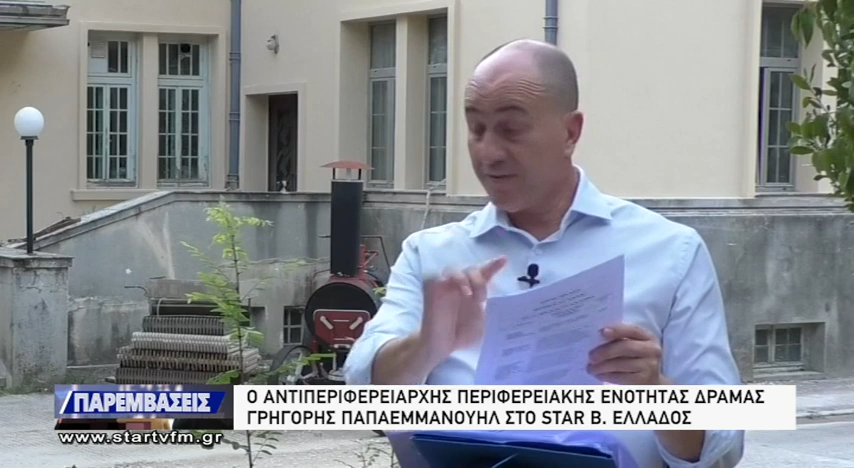 /ΠΑΡΕΜΒΑΣΕΙΣ
www.startvfm.gr
Ο ΑΝΤΙΠΕΡΙΦΕΡΕΙΑΡΧΗΣ ΠΕΡΙΦΕΡΕΙΑΚΗΣ ΕΝΟΤΗΤΑΣ ΔΡΑΜΑΣ
ΓΡΗΓΟΡΗΣ ΠΑΠΑΕΜΜΑΝΟΥΗΛ ΣΤΟ STAR Β. ΕΛΛΑΔΟΣ